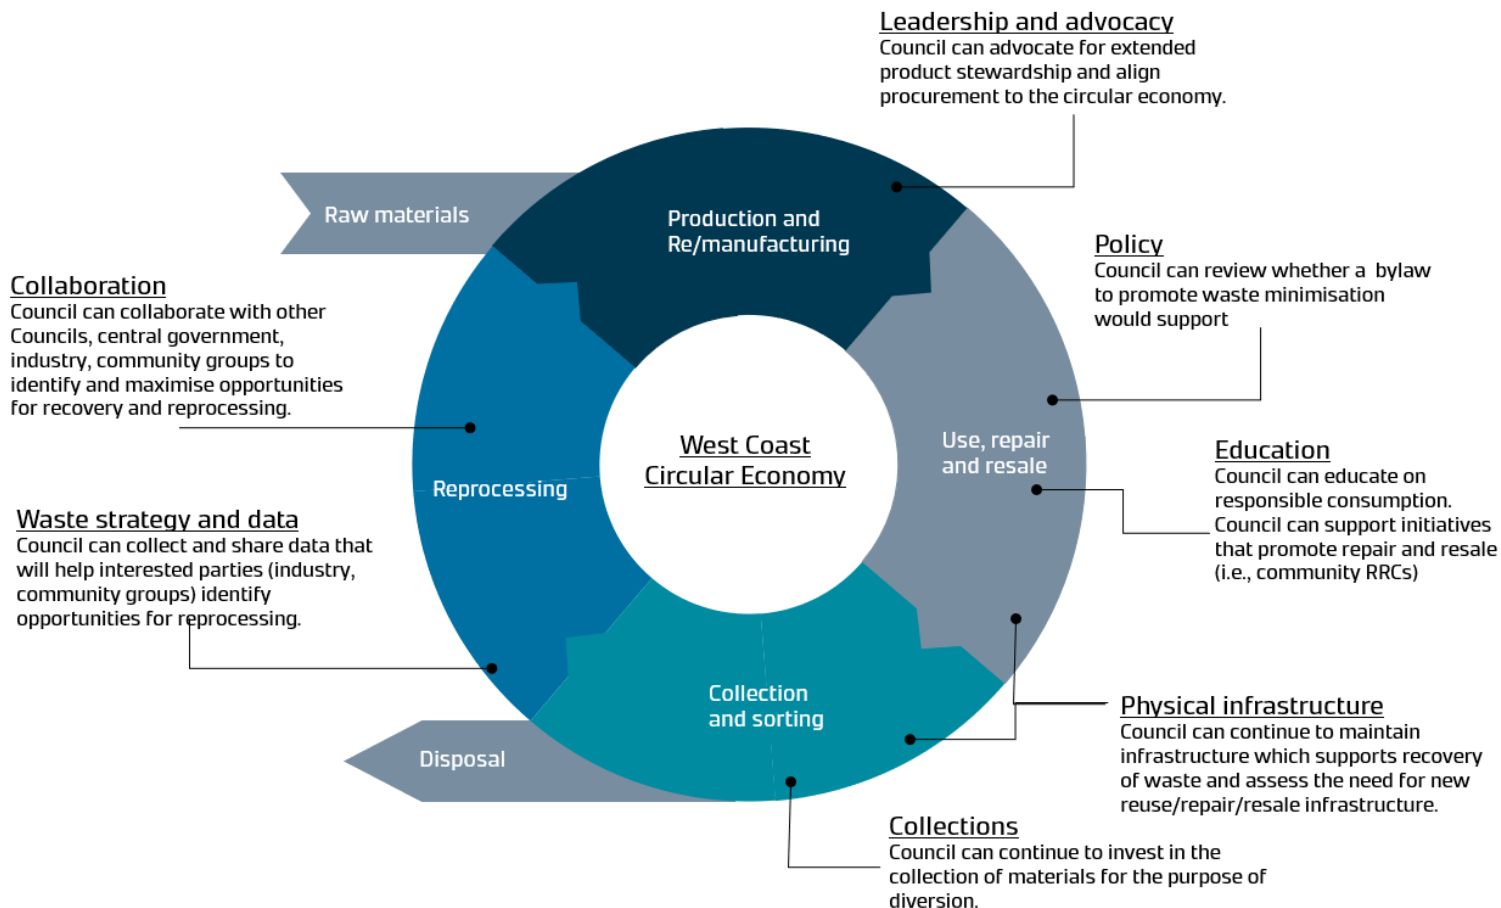 Leadership and advocacy
Council can advocate for extended
product stewardship and align
procurement to the circular economy.
Raw materials
Production and
Re/manufacturing
Policy
Council can review whether a  bylaw
to promote waste minimisation
would support
Collaboration
Council can collaborate with other
Councils, central government,
industry, community groups to
identify and maximise opportunities
for recovery and reprocessing.
West Coast
Circular Economy
Use, repair
and resale
Education
Council can educate on
responsible consumption.
Council can support initiatives
that promote repair and resale
(i.e., community RRCs)
Reprocessing
Waste strategy and data
Council can collect and share data that
will help interested parties (industry,
community groups) identify
opportunities for reprocessing.
Collection
and sorting
Physical infrastructure
Council can continue to maintain
infrastructure which supports recovery
of waste and assess the need for new
reuse/repair/resale infrastructure.
Disposal
Collections
Council can continue to invest in the
collection of materials for the purpose of
diversion.